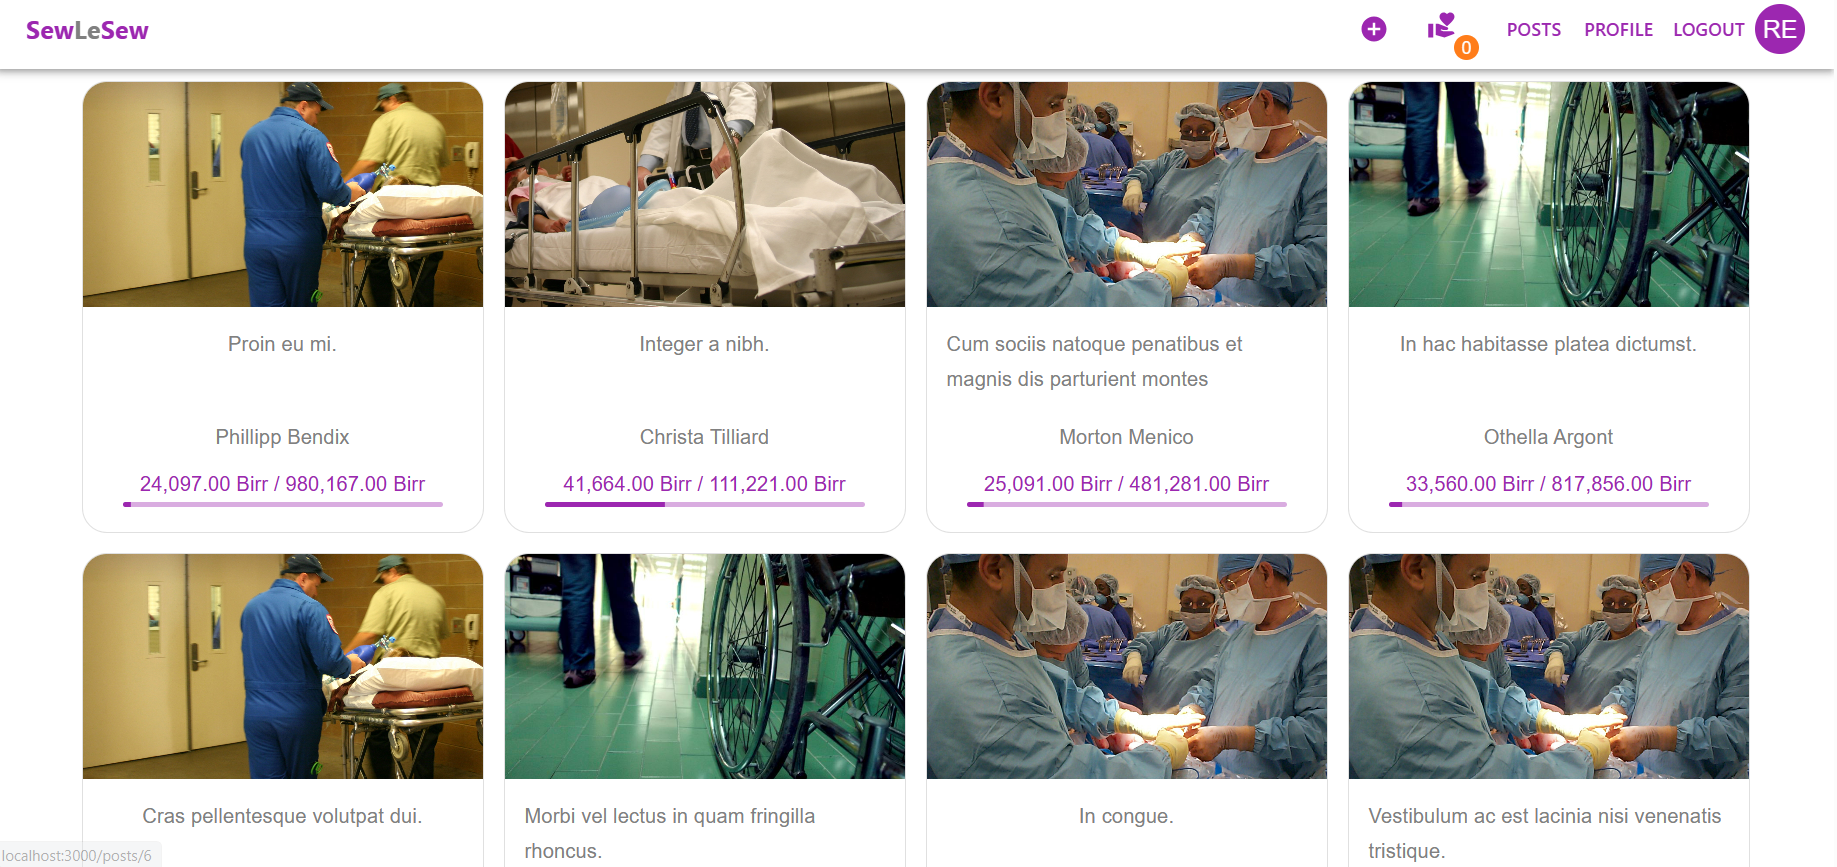 SewLeSew
0
POSTS
PROFILE
LOGOUT
RE
Proin eu mi.
Phillipp Bendix
24,097.00 Birr / 980,167.00 Birr
Integer a nibh.
Christa Tilliard
41,664.00 Birr / 111,221.00 Birr
Cum sociis natoque penatibus et
magnis dis parturient montes
Morton Menico
25,091.00 Birr / 481,281.00 Birr
In hac habitasse platea dictumst.
Othella Argont
33,560.00 Birr / 817,856.00 Birr
Cras pellentesque volutpat dui.
Morbi vel lectus in quam fringilla
rhoncus.
In congue.
Vestibulum ac est lacinia nisi venenatis
tristique.
localhost:3000/posts/6